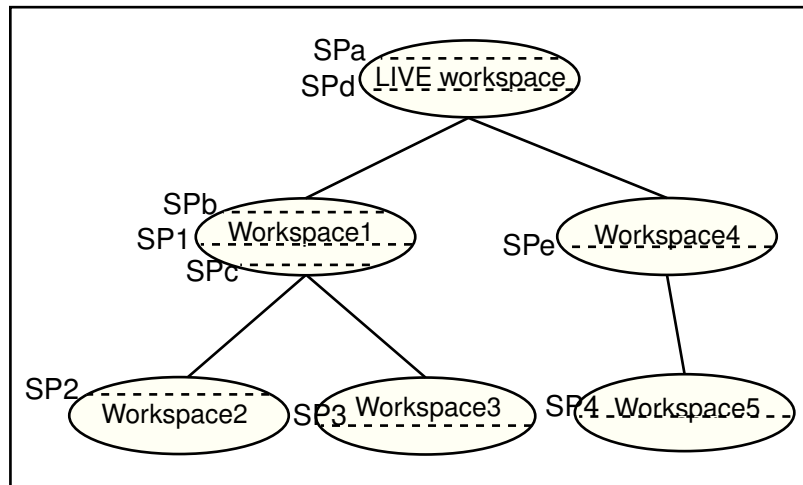 SPa
LIVE workspace
SPd
SPb
Workspace1
SP1
SPc
Workspace4
SPe
SP2
Workspace2
SP3
Workspace3
SP4
Workspace5